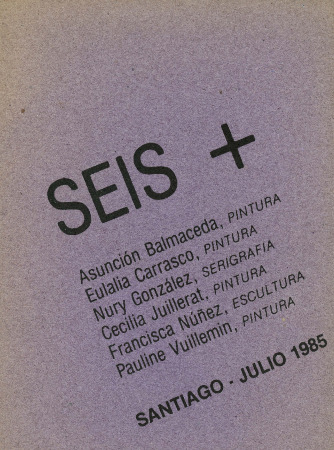 SEIS +
Asunción Balmaceda, PINTURA
Eulalia Carrasco, PINTURA
Nury González, SERIGRAFIA
Cecilia Juillerat, PINTURA
Francisca Núñez, ESCULTURA
Pauline Vuillemin, PINTURA
SANTIAGO - JULIO 1985